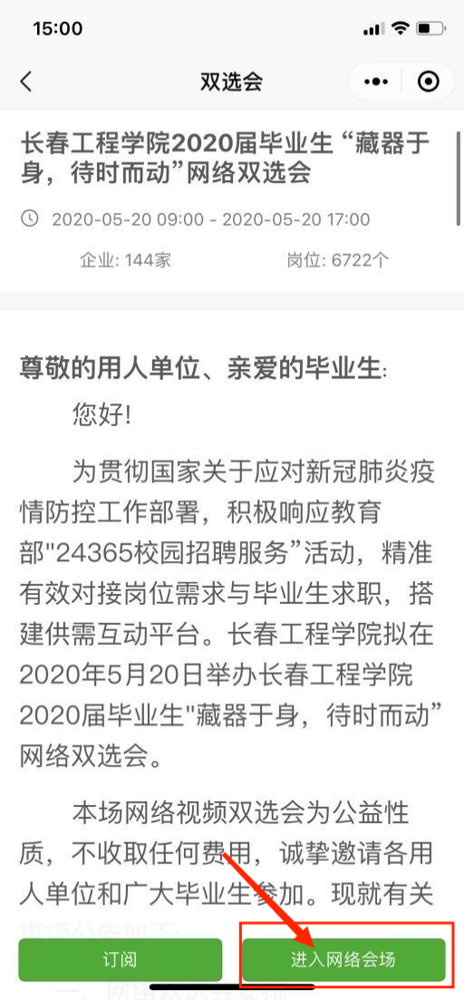 15:00
双选会
长春工程学院2020届毕业生 “藏器于
身，待时而动”网络双选会
2020-05-20 09:00 - 2020-05-20 17:00
企业: 144家 岗位: 6722个
尊敬的用人单位、亲爱的毕业生:
您好!
为贯彻国家关于应对新冠肺炎疫
情防控工作部署，积极响应教育
部"24365校园招聘服务”活动，精准
有效对接岗位需求与毕业生求职，搭
建供需互动平台。长春工程学院拟在
2020年5月20日举办长春工程学院
2020届毕业生"藏器于身，待时而动”
网络双选会。
本场网络视频双选会为公益性
质，不收取任何费用，诚挚邀请各用
人单位和广大毕业生参加。现就有关
事项公告如下:
订阅 进入网络会场